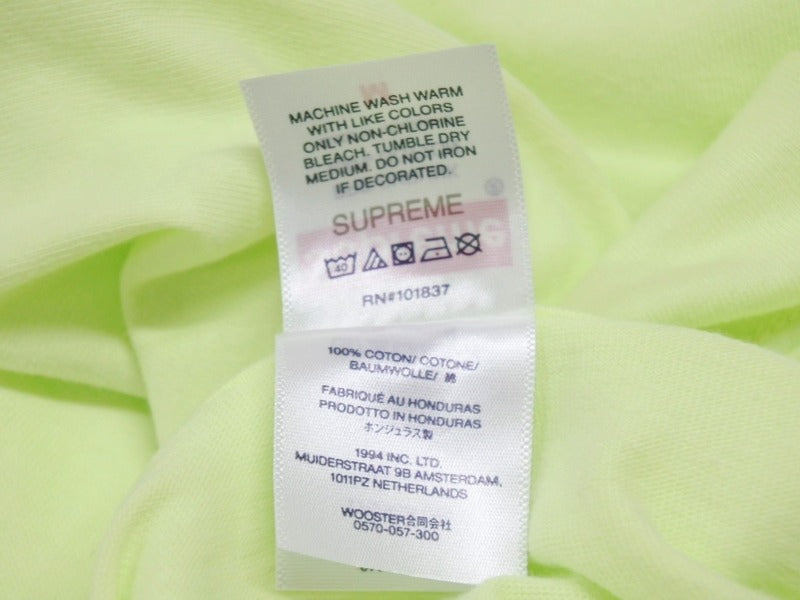 MACHINE WASH WARM
WITH LIKE COLORS
ONLY NON-CHLORINE
BLEACH. TUMBLE DRY
MEDIUM. DO NOT IRON
IF DECORATED.
SUPREME
40
RN#101837
100% COTON/ COTONE/
BAUMWOLLE/ 綿
FABRIQUÉ AU HONDURAS
PRODOTTO IN HONDURAS
ホンジュラス製
1994 INC. LTD.
MUIDERSTRAAT 9B AMSTERDAM,
1011PZ NETHERLANDS
WOOSTER合同会社
0570-057-300